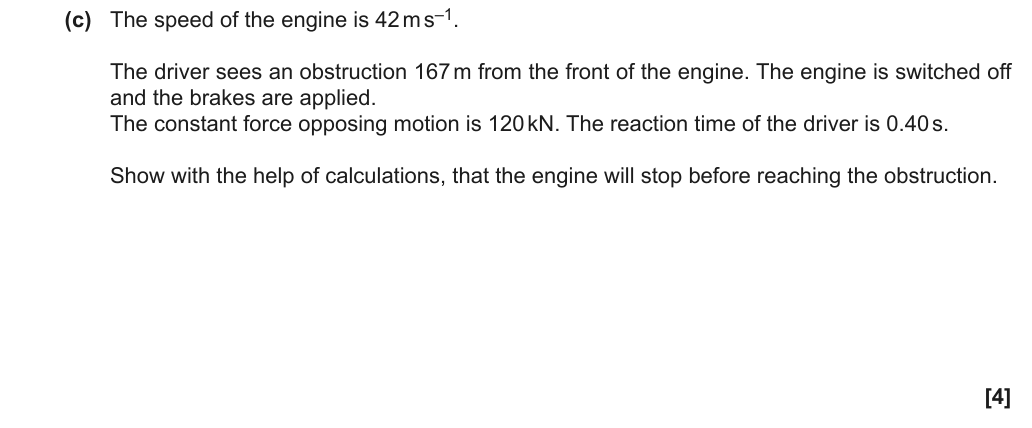 (c) The speed of the engine is 42 m s⁻¹.
The driver sees an obstruction 167 m from the front of the engine. The engine is switched off
and the brakes are applied.
The constant force opposing motion is 120 kN. The reaction time of the driver is 0.40 s.
Show with the help of calculations, that the engine will stop before reaching the obstruction.
[4]